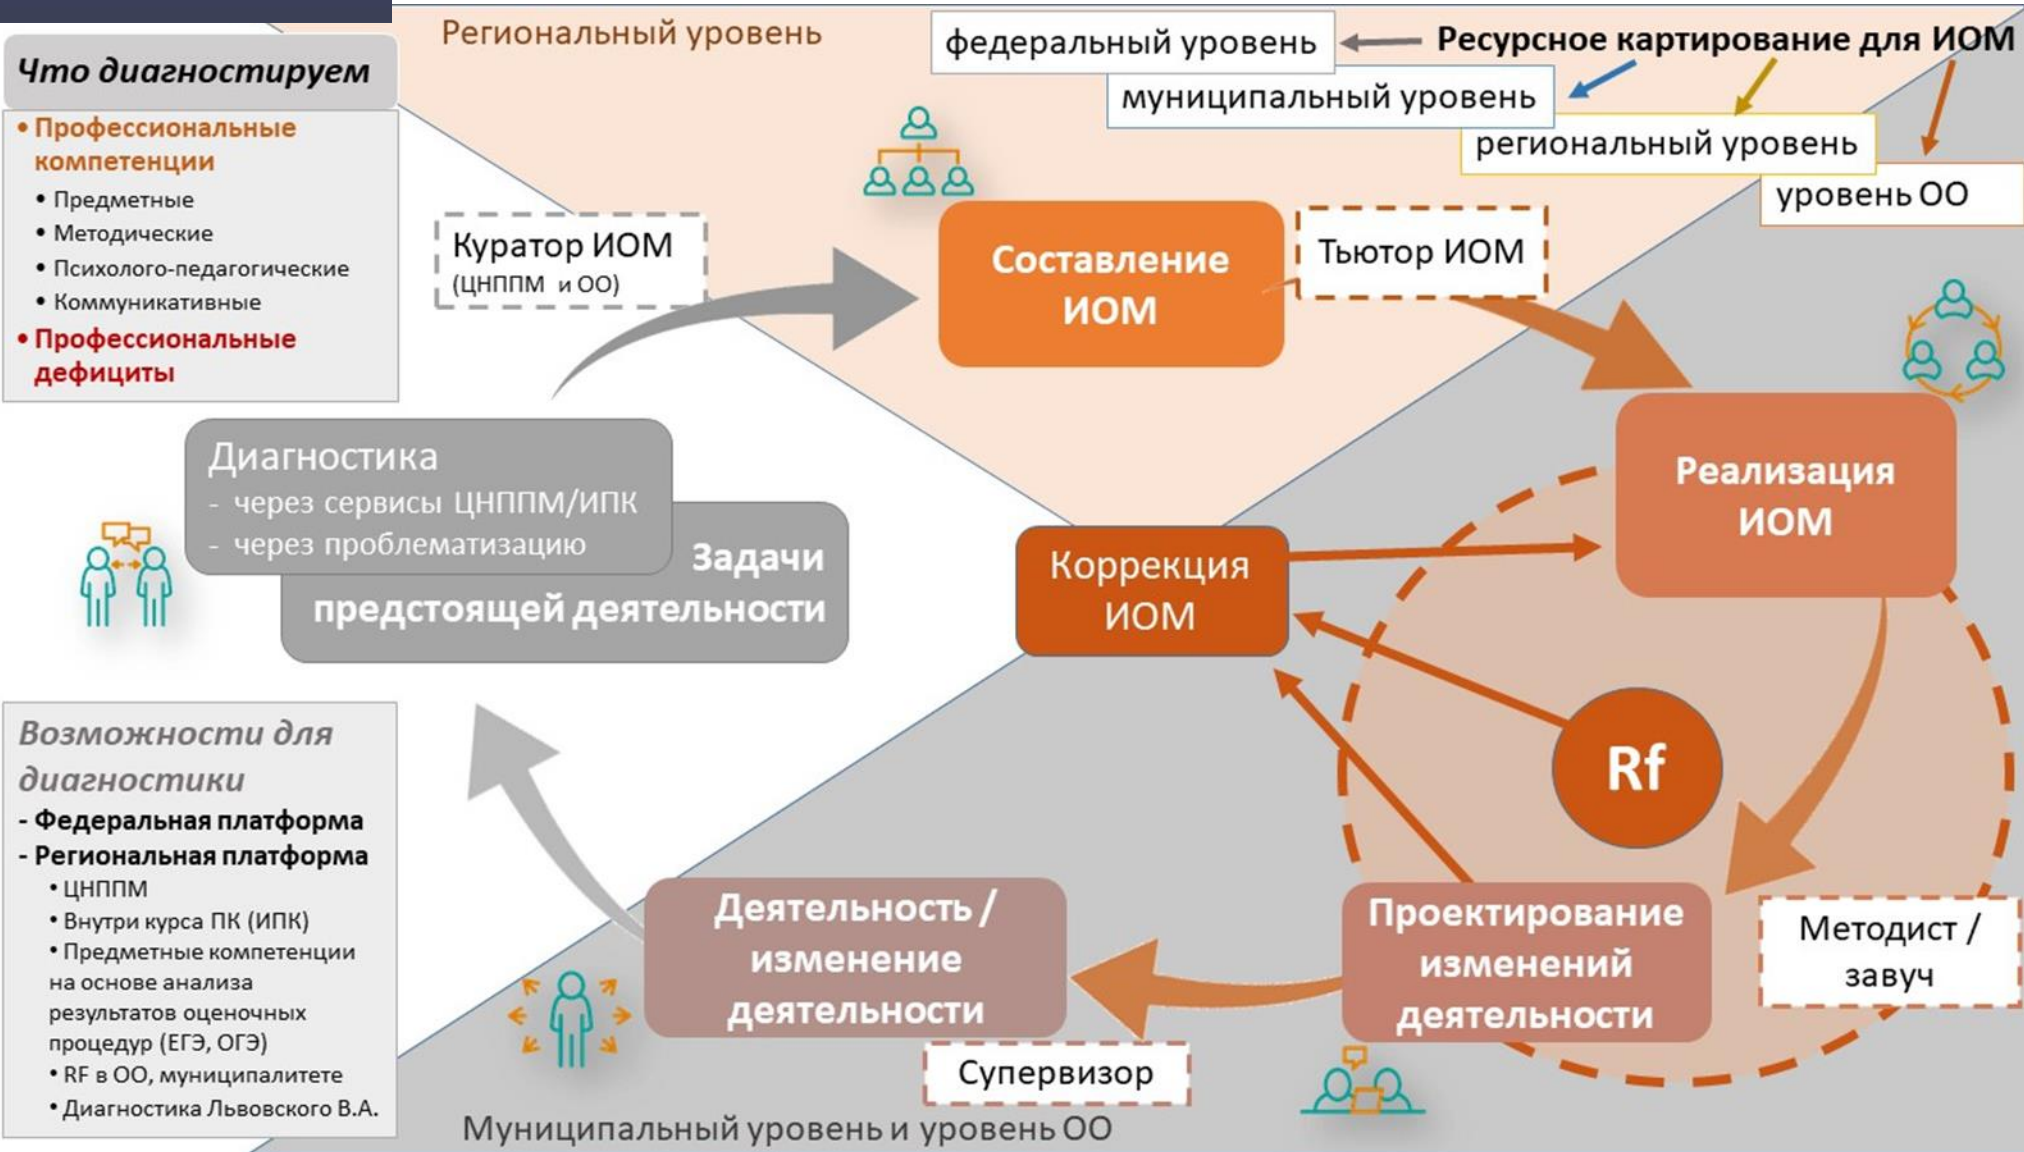 Региональный уровень
Ресурсное картирование для ИОМ
федеральный уровень
муниципальный уровень
региональный уровень
уровень ОО
Что диагностируем
• Профессиональные
компетенции
• Предметные
• Методические
• Психолого-педагогические
• Коммуникативные
• Профессиональные
дефициты
Куратор ИОМ
(ЦНППМ и ОО)
Составление
ИОМ
Тьютор ИОМ
Диагностика
- через сервисы ЦНППМ/ИПК
- через проблематизацию
Задачи
предстоящей деятельности
Коррекция
ИОМ
Реализация
ИОМ
Rf
Возможности для
диагностики
- Федеральная платформа
- Региональная платформа
• ЦНППМ
• Внутри курса ПК (ИПК)
• Предметные компетенции
на основе анализа
результатов оценочных
процедур (ЕГЭ, ОГЭ)
• RF в ОО, муниципалитете
• Диагностика Львовского В.А.
Деятельность /
изменение
деятельности
Проектирование
изменений
деятельности
Методист /
завуч
Супервизор
Муниципальный уровень и уровень ОО